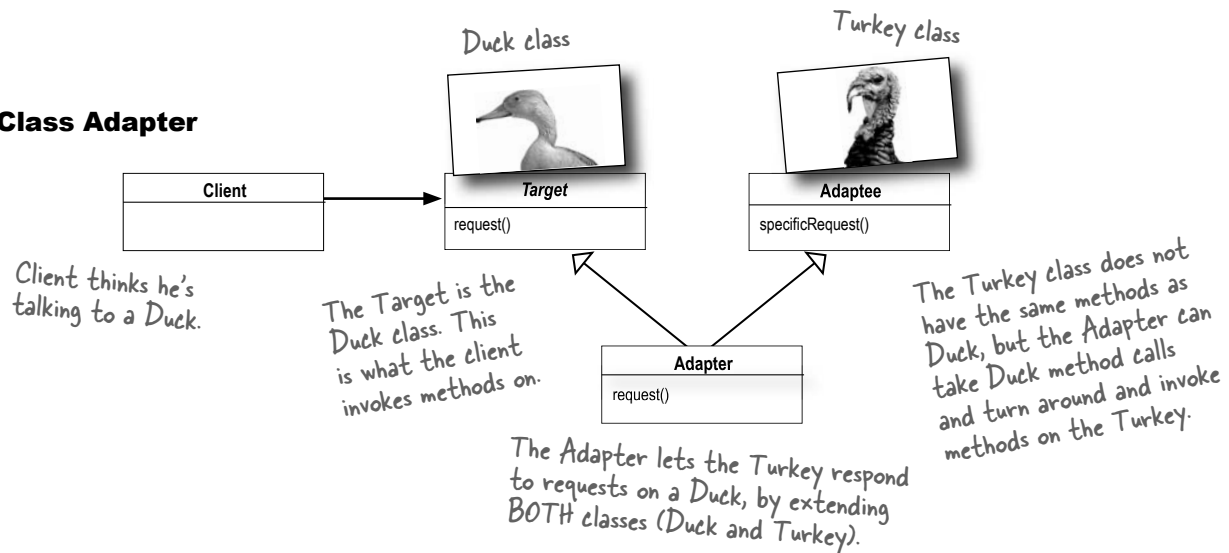 Duck class
Turkey class
Class Adapter
Client
Target
request()
Adaptee
specificRequest()
Client thinks he's
talking to a Duck.
The Target is the
Duck class. This
is what the client
invokes methods on.
Adapter
request()
The Turkey class does not
have the same methods as
Duck, but the Adapter can
take Duck method calls
and turn around and invoke
methods on the Turkey.
The Adapter lets the Turkey respond
to requests on a Duck, by extending
BOTH classes (Duck and Turkey).